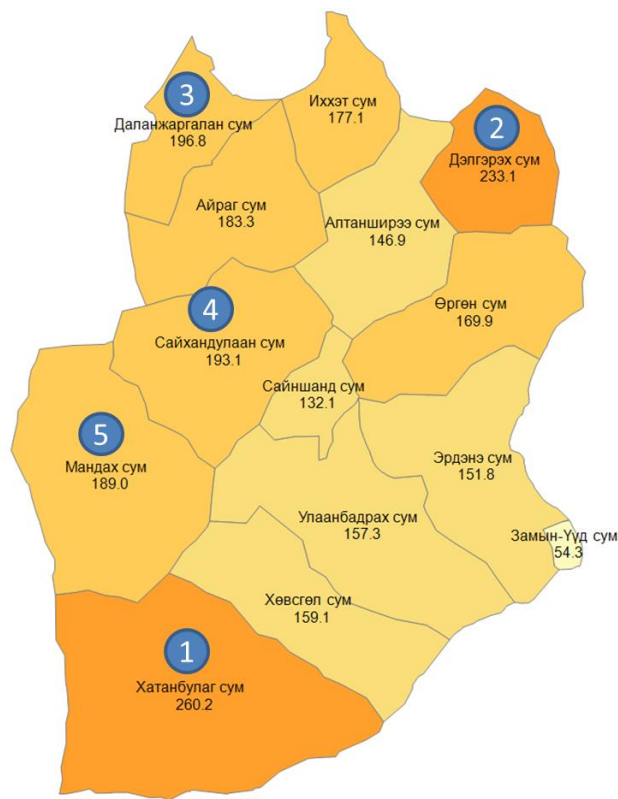 3
Даланжаргалан сум
196.8
Иххэт сум
177.1
2
Дэлгэрэх сум
233.1
Айраг сум
183.3
Алтанширээ сум
146.9
4
Сайхандулаан сум
193.1
Өргөн сум
169.9
Сайншанд сум
132.1
5
Мандах сум
189.0
Эрдэнэ сум
151.8
Улаанбадрах сум
157.3
Замын-Үүд сум
54.3
Хөвсгөл сум
159.1
1
Хатанбулаг сум
260.2